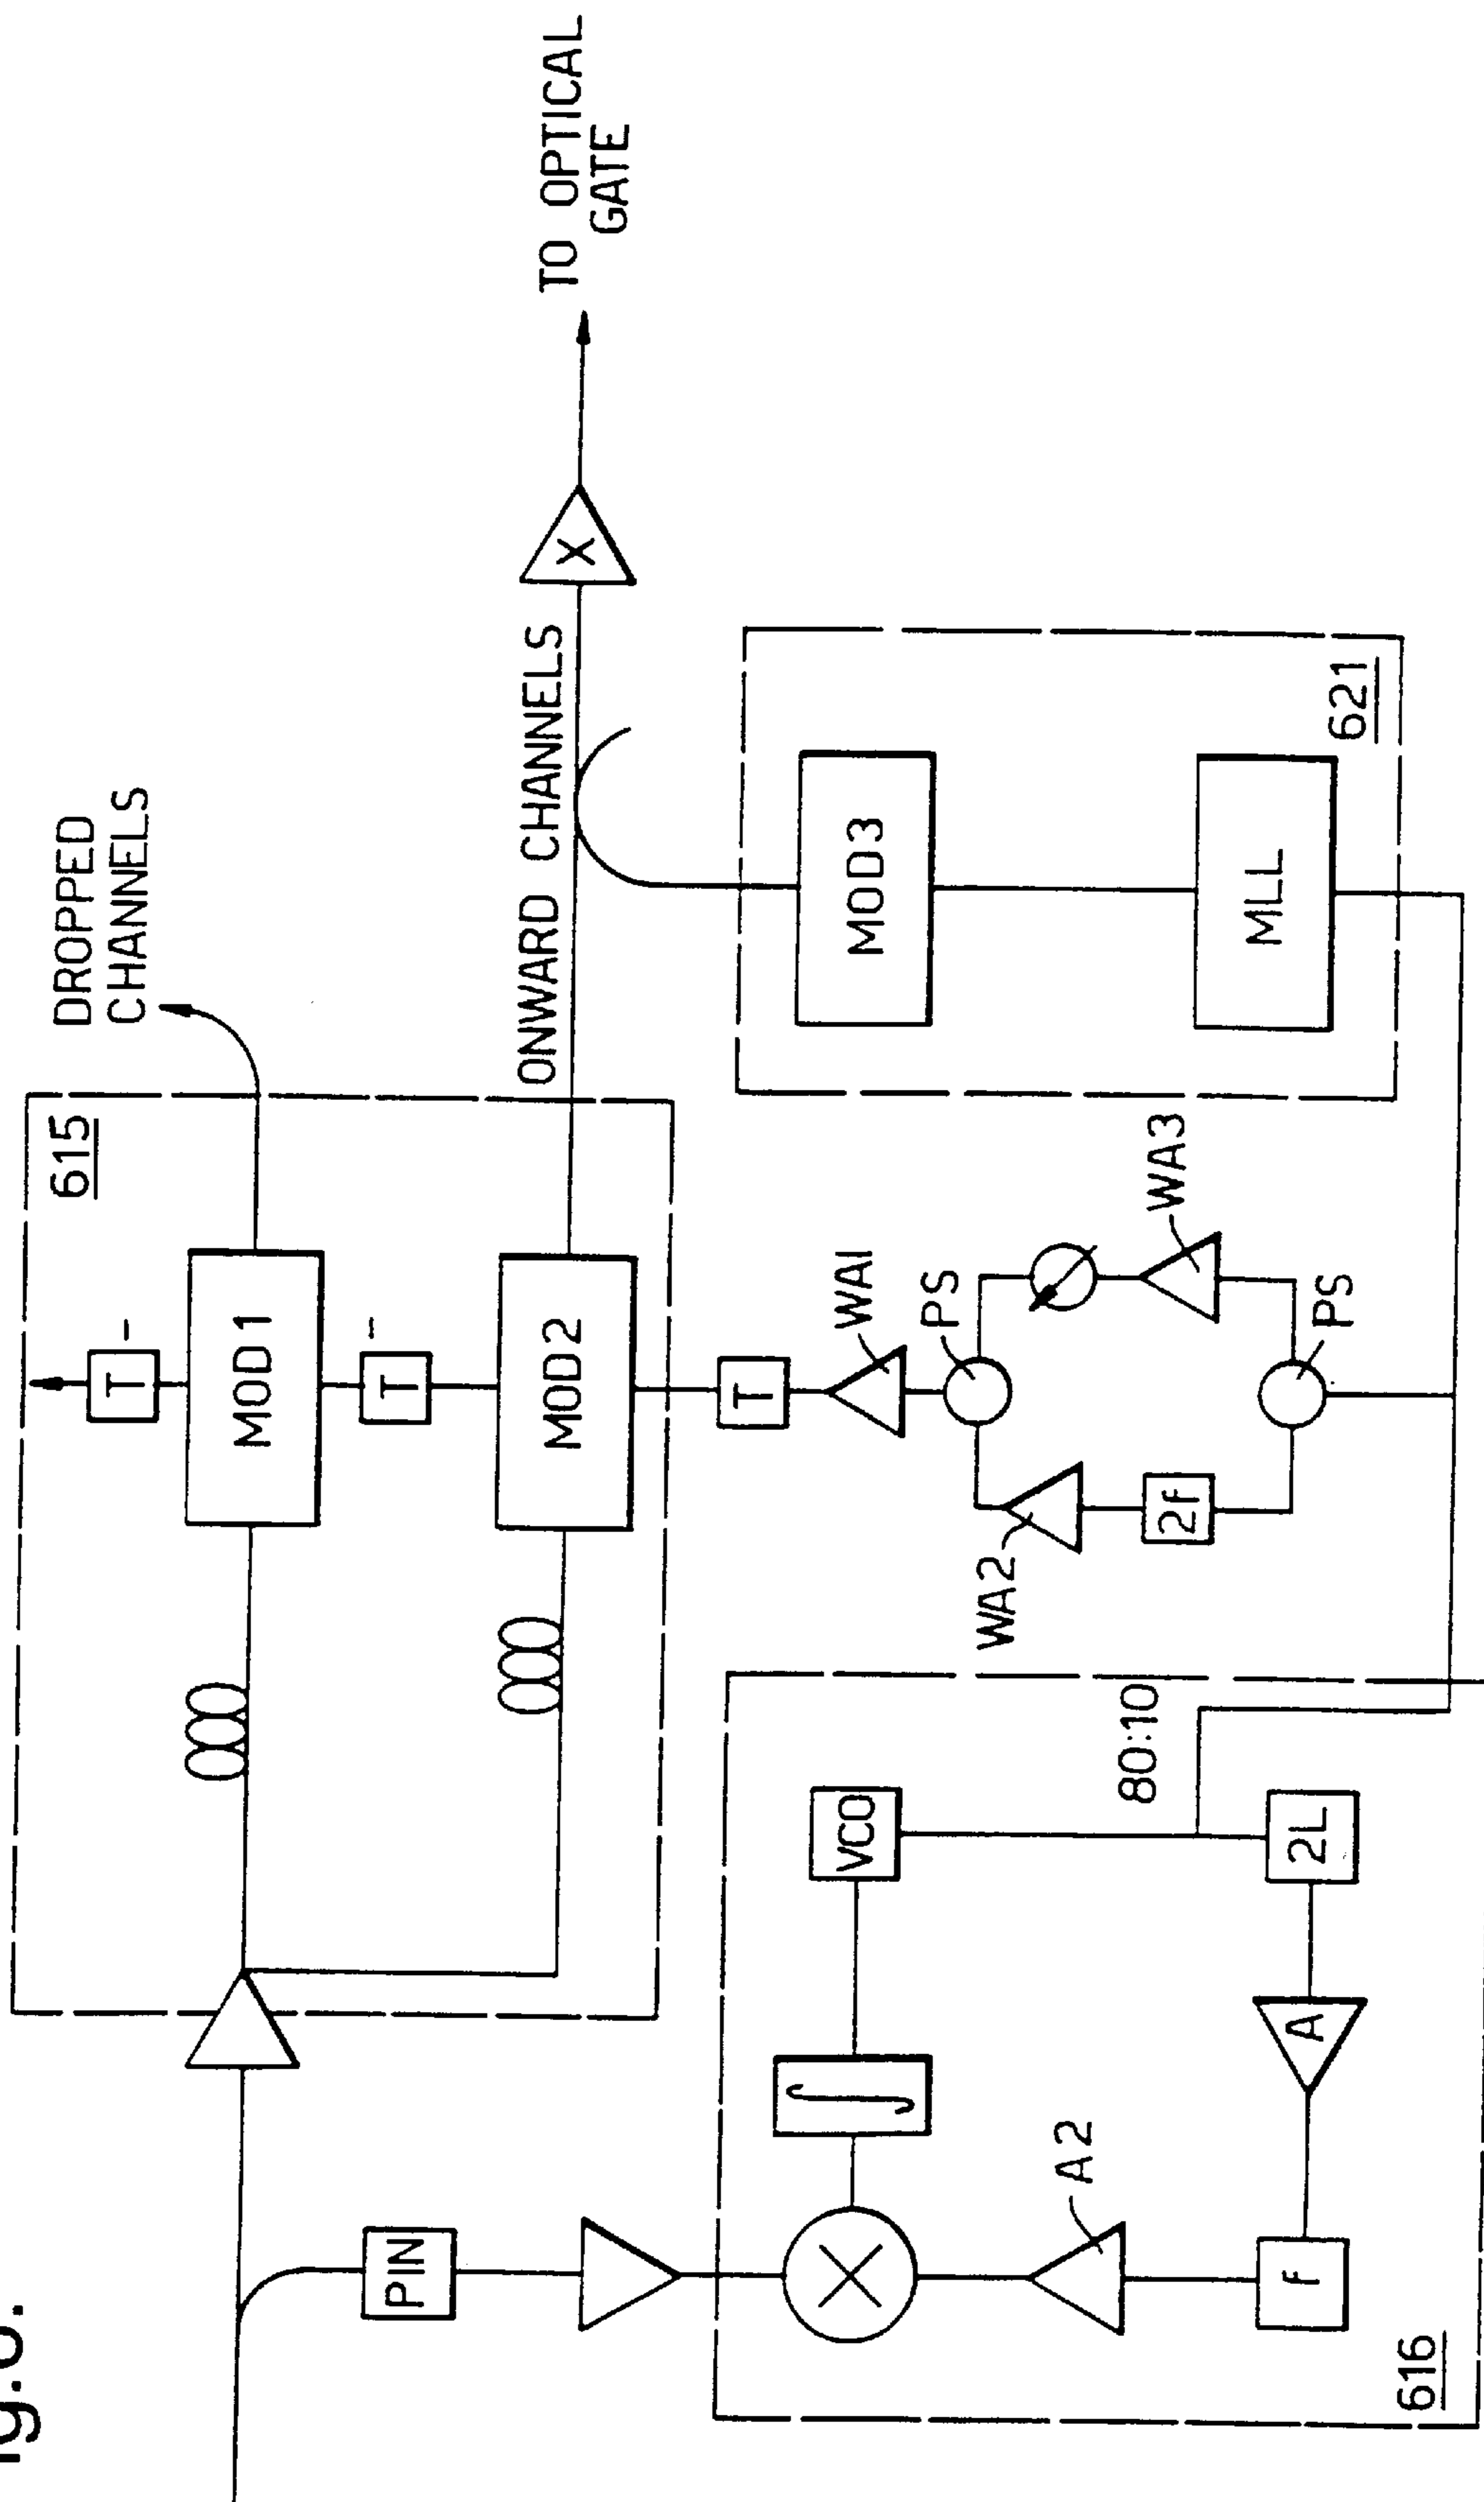 615
DROPPED
CHANNELS
T
MOD1
T
MOD2
ONWARD CHANNELS
X
TO OPTICAL
GATE
PIN
T
WA1
PS
WA2
WA3
2f
PS
MOD3
MLL
621
VCO
80:10
∫
2L
A
A2
f
616